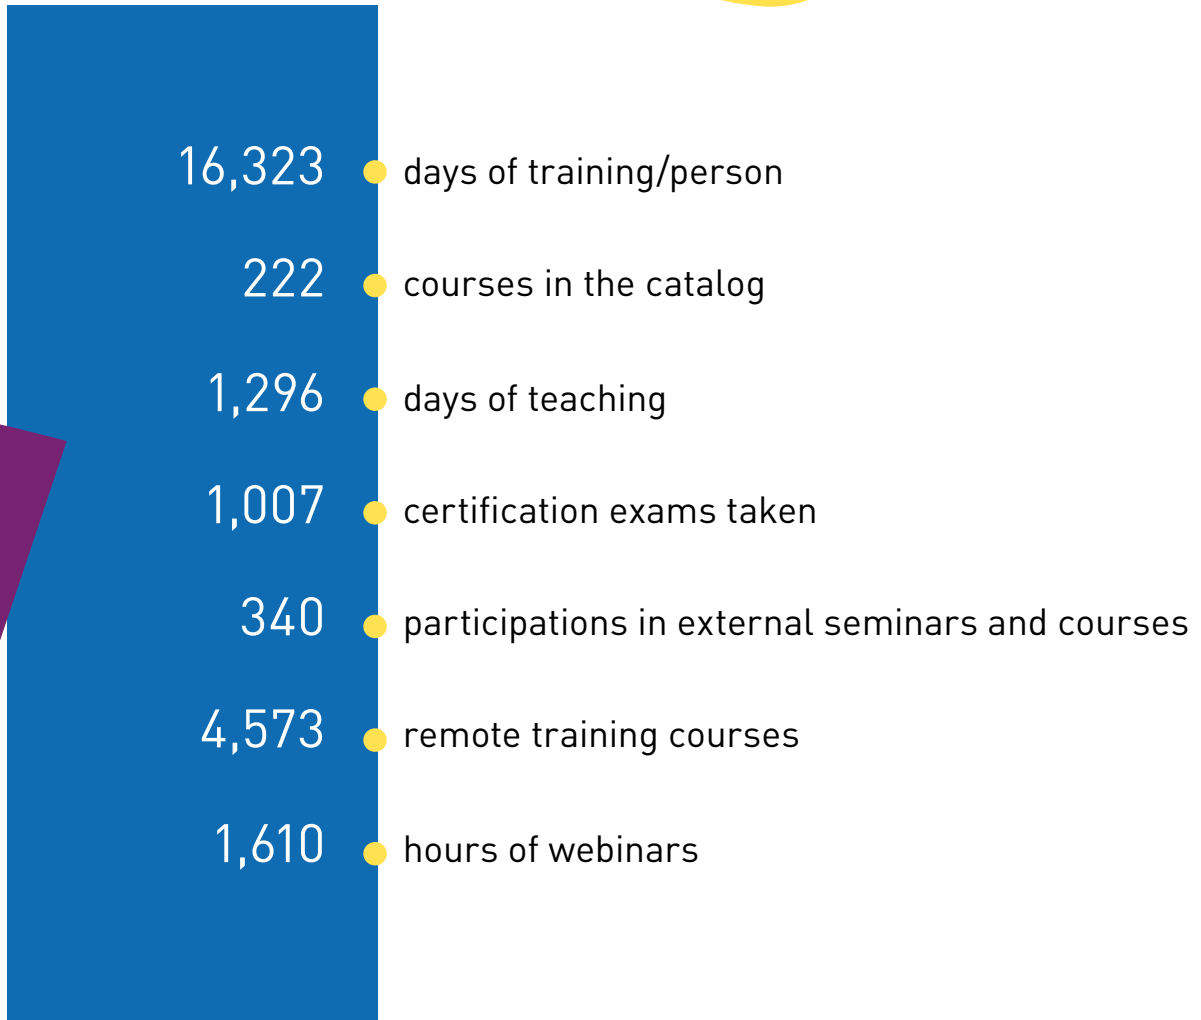 16,323 days of training/person
222 courses in the catalog
1,296 days of teaching
1,007 certification exams taken
340 participations in external seminars and courses
4,573 remote training courses
1,610 hours of webinars